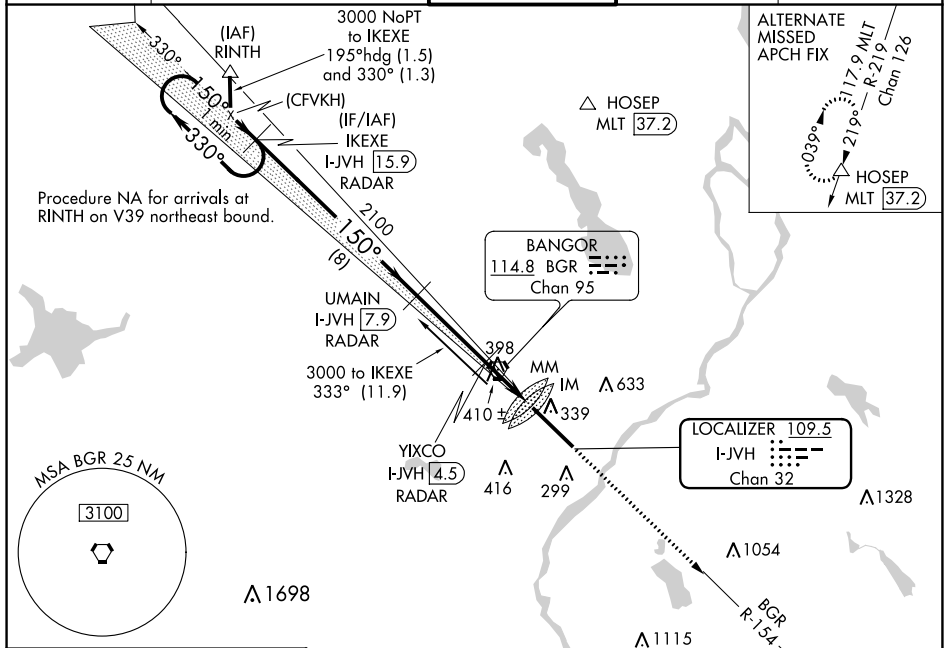 3000 NoPT
to IKEXE
195°hdg (1.5)
and 330° (1.3)
(IAF)
RINTH
330°
150°
1 min
330°
(CFVKH)
(IF/IAF)
IKEXE
I-JVH 15.9
RADAR
HOSEP
MLT 37.2
ALTERNATE
MISSED
APCH FIX
117.9 MLT
R-219
Chan 126
039°
219°
HOSEP
MLT 37.2
Procedure NA for arrivals at
RINTH on V39 northeast bound.
2100
150°
(8)
BANGOR
114.8 BGR
Chan 95
UMAIN
I-JVH 7.9
RADAR
3000 to IKEXE
333° (11.9)
398
MM
IM
633
410 ±
339
YIXCO
I-JVH 4.5
RADAR
416
299
LOCALIZER 109.5
I-JVH
Chan 32
1328
MSA BGR 25 NM
3100
1054
1698
BGR
R-154
1115